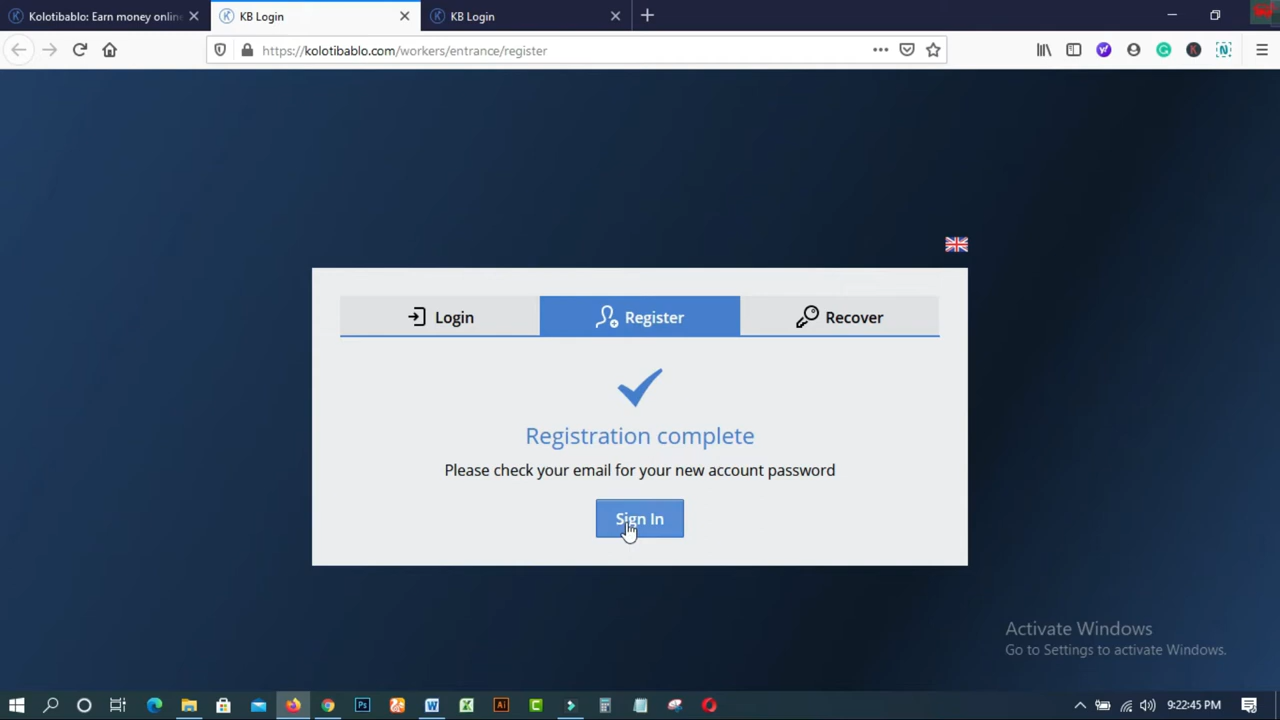 Kolotibablo: Earn money online
KB Login
KB Login
https://kolotibablo.com/workers/entrance/register
Login
Register
Recover
Registration complete
Please check your email for your new account password
Sign In
Activate Windows
Go to Settings to activate Windows.
9:22:45 PM